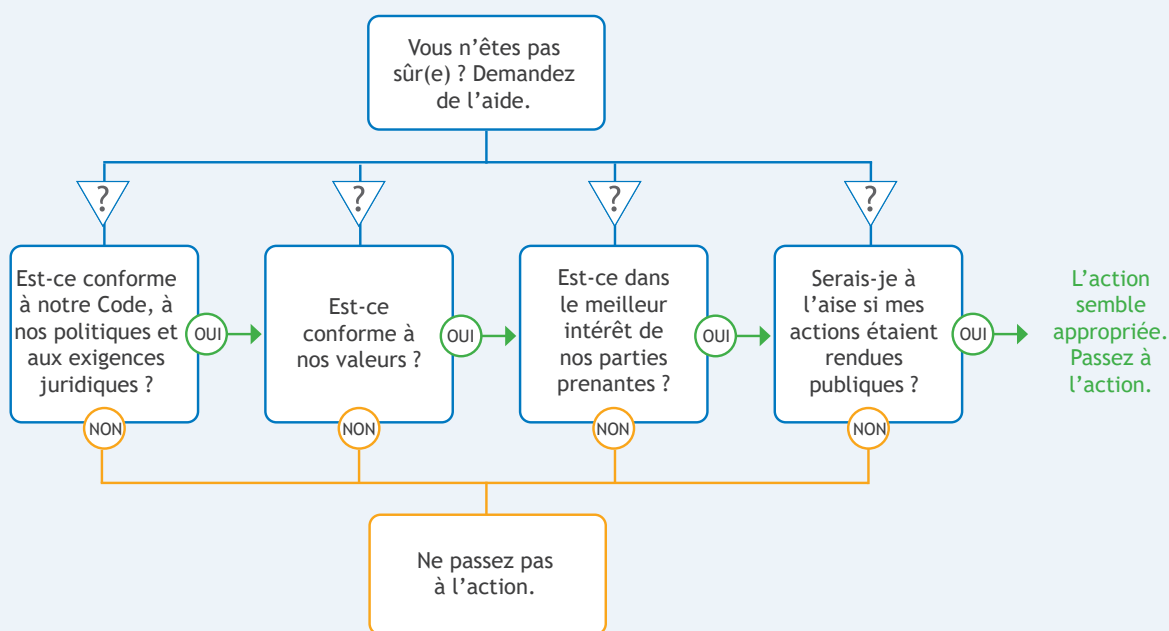 Vous n’êtes pas
sûr(e) ? Demandez
de l’aide.
?
?
?
?
Est-ce conforme
à notre Code, à
nos politiques et
aux exigences
juridiques ?
OUI
NON
Est-ce
conforme à
nos valeurs ?
OUI
NON
Est-ce dans
le meilleur
intérêt de
nos parties
prenantes ?
OUI
NON
Serais-je à
l’aise si mes
actions étaient
rendues
publiques ?
OUI
NON
L’action
semble
appropriée.
Passez à
l’action.
Ne passez pas
à l’action.